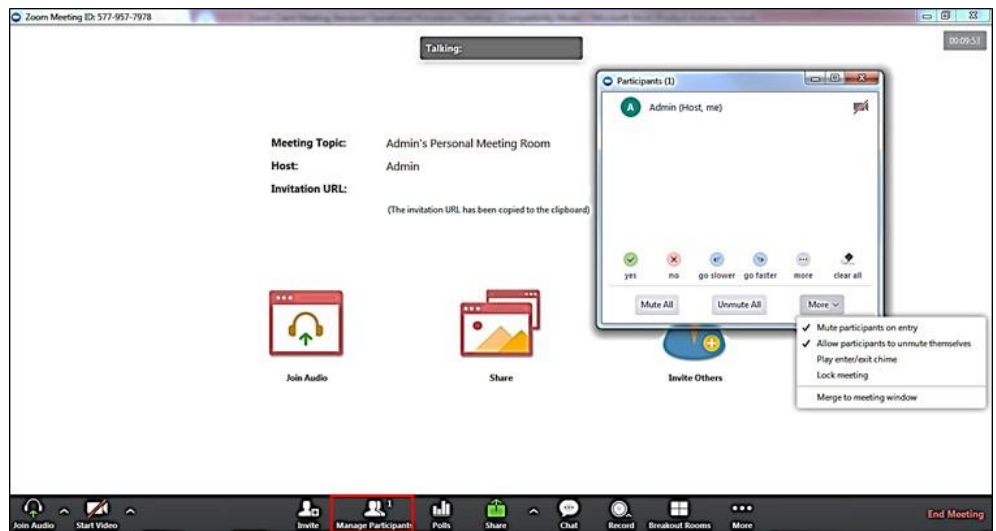 Zoom Meeting ID: 577-957-7978
Talking:
00:09:53
Participants (1)
A Admin (Host, me)
Meeting Topic: Admin's Personal Meeting Room
Host: Admin
Invitation URL:
(The invitation URL has been copied to the clipboard)
yes no go slower go faster more clear all
Mute All Unmute All More
Mute participants on entry
Allow participants to unmute themselves
Play enter/exit chime
Lock meeting
Merge to meeting window
Join Audio Share Invite Others
1
Join Audio Start Video Invite Manage Participants Polls Share Chat Record Breakout Rooms More End Meeting